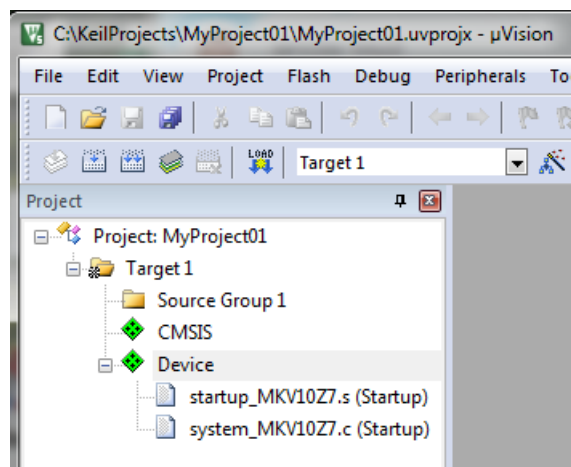 C:\KeilProjects\MyProject01\MyProject01.uvprojx - µVision
File Edit View Project Flash Debug Peripherals To
LOAD Target 1
Project
Project: MyProject01
Target 1
Source Group 1
CMSIS
Device
startup_MKV10Z7.s (Startup)
system_MKV10Z7.c (Startup)